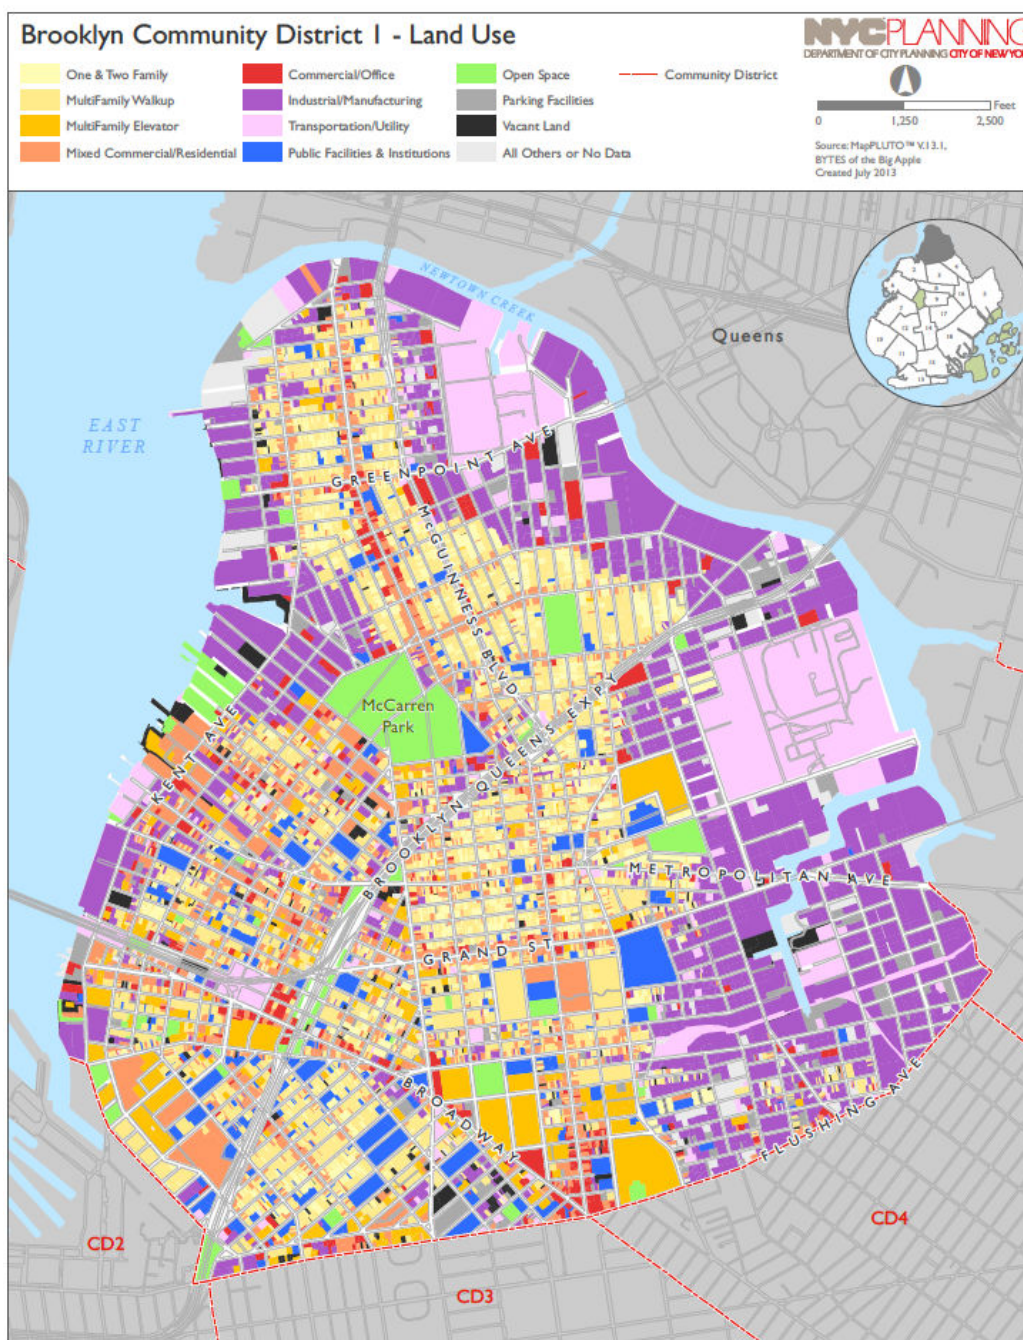 Brooklyn Community District 1 - Land Use
NYCPLANNING
DEPARTMENT OF CITY PLANNING CITY OF NEW YO
One & Two Family
MultiFamily Walkup
MultiFamily Elevator
Mixed Commercial/Residential
Commercial/Office
Industrial/Manufacturing
Transportation/Utility
Public Facilities & Institutions
Open Space
Parking Facilities
Vacant Land
All Others or No Data
Community District
Feet
0 1,250 2,500
Source: MapPLUTO™ V.13.1,
BYTES of the Big Apple
Created July 2013
NEWTOWN CREEK
Queens
EAST
RIVER
GREENPOINT AVE
McGUINNESS BLVD
McCarren
Park
KENT AVE
BROOKLYN QUEENS EXPY
METROPOLITAN AVE
GRAND ST
BROADWAY
FLUSHING AVE
CD2
CD3
CD4